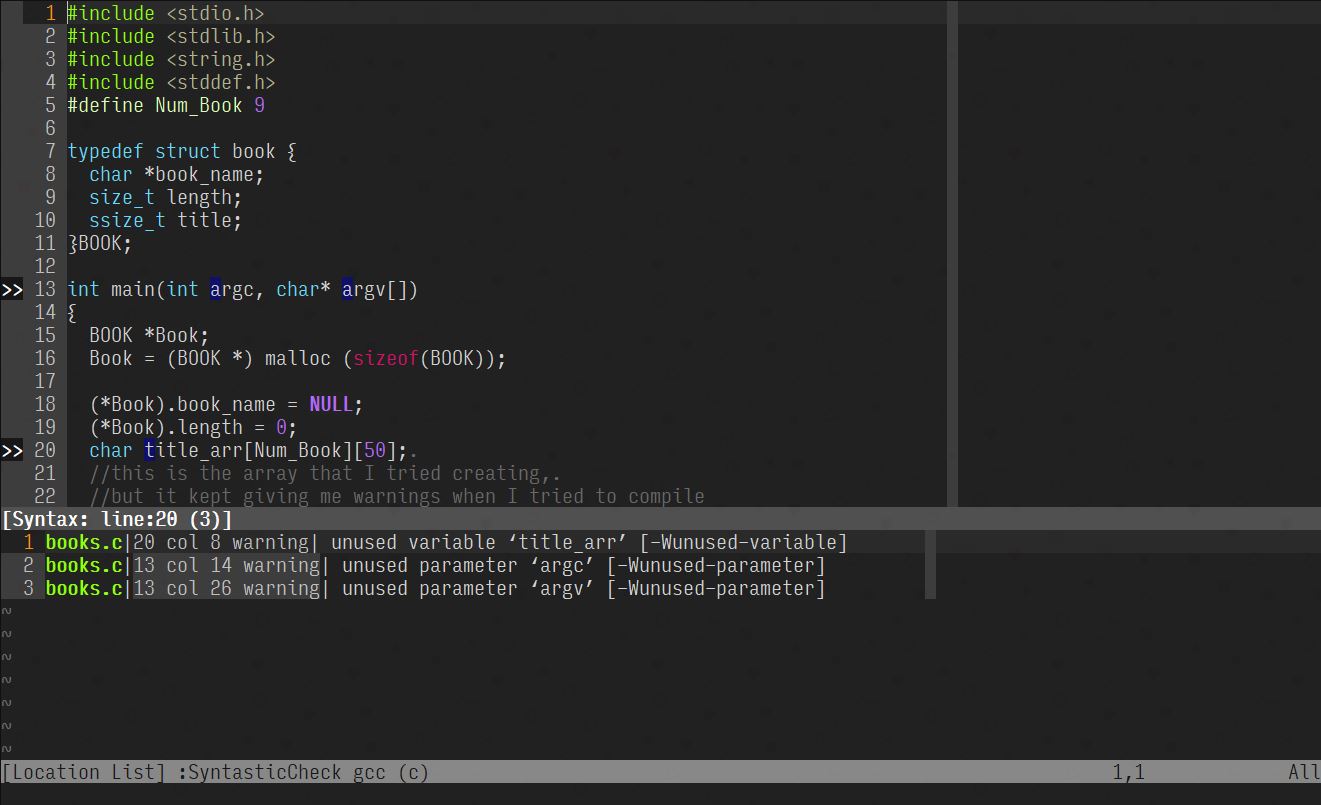 1 #include <stdio.h>
2 #include <stdlib.h>
3 #include <string.h>
4 #include <stddef.h>
5 #define Num_Book 9
6
7 typedef struct book {
8   char *book_name;
9   size_t length;
10   ssize_t title;
11 }BOOK;
12
>> 13 int main(int argc, char* argv[])
14 {
15   BOOK *Book;
16   Book = (BOOK *) malloc (sizeof(BOOK));
17
18   (*Book).book_name = NULL;
19   (*Book).length = 0;
>> 20   char title_arr[Num_Book][50];.
21   //this is the array that I tried creating,.
22   //but it kept giving me warnings when I tried to compile
[Syntax: line:20 (3)]
1 books.c|20 col 8 warning| unused variable ‘title_arr’ [-Wunused-variable]
2 books.c|13 col 14 warning| unused parameter ‘argc’ [-Wunused-parameter]
3 books.c|13 col 26 warning| unused parameter ‘argv’ [-Wunused-parameter]
~
~
~
~
~
~
~
[Location List] :SyntasticCheck gcc (c) 1,1 All